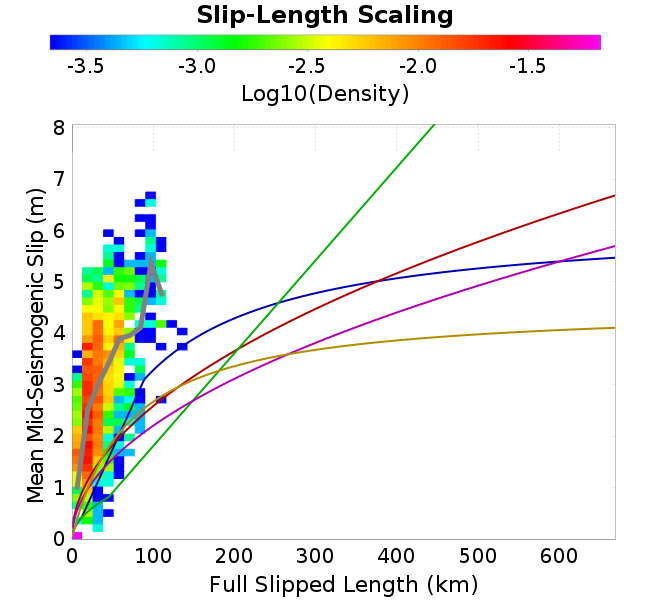 Slip-Length Scaling
-3.5 -3.0 -2.5 -2.0 -1.5
Log10(Density)
8
7
6
5
4
3
2
1
0
Mean Mid-Seismogenic Slip (m)
0 100 200 300 400 500 600
Full Slipped Length (km)